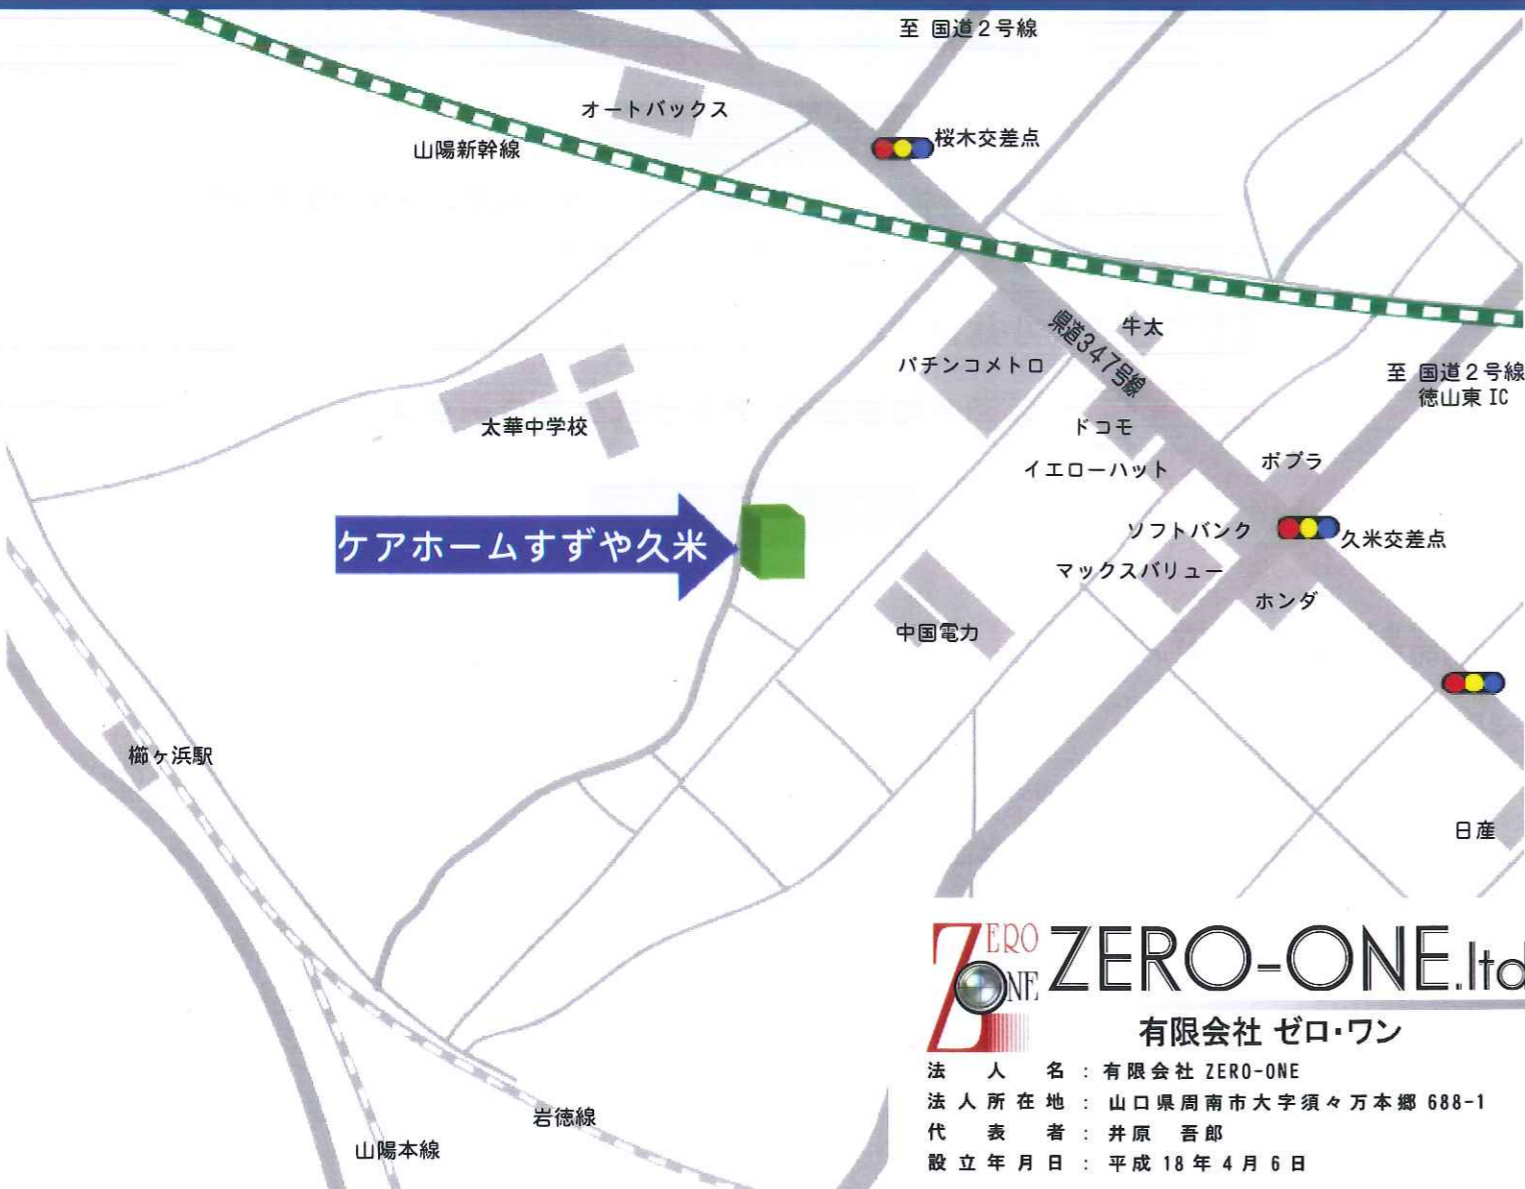 至 国道２号線
オートバックス
桜木交差点
山陽新幹線
牛太
県道347号線
パチンコメトロ
至 国道２号線
徳山東 IC
太華中学校
ドコモ
イエローハット
ポプラ
ケアホームすずや久米
ソフトバンク
久米交差点
マックスバリュー
ホンダ
中国電力
櫛ヶ浜駅
日産
ZERO ONE
ZERO-ONE.ltd
有限会社 ゼロ・ワン
法人名：有限会社 ZERO-ONE
法人所在地：山口県周南市大字須々万本郷 688-1
代表者：井原　吾郎
設立年月日：平成 18 年 4 月 6 日
岩徳線
山陽本線